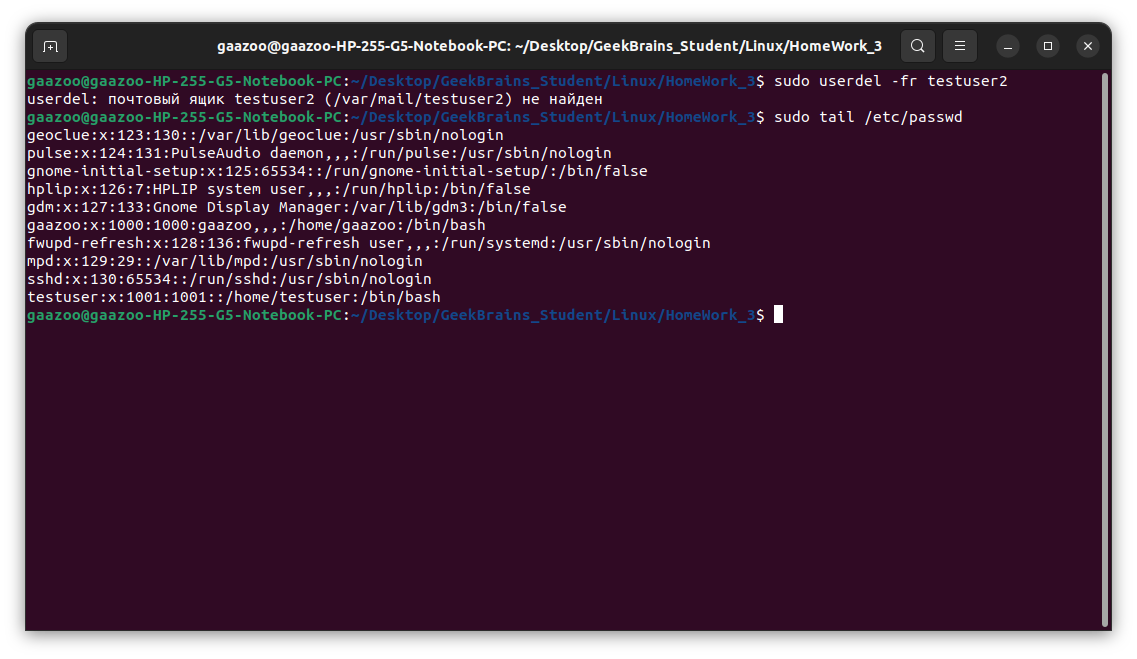 gaazoo@gaazoo-HP-255-G5-Notebook-PC: ~/Desktop/GeekBrains_Student/Linux/HomeWork_3
gaazoo@gaazoo-HP-255-G5-Notebook-PC:~/Desktop/GeekBrains_Student/Linux/HomeWork_3$ sudo userdel -fr testuser2
userdel: почтовый ящик testuser2 (/var/mail/testuser2) не найден
gaazoo@gaazoo-HP-255-G5-Notebook-PC:~/Desktop/GeekBrains_Student/Linux/HomeWork_3$ sudo tail /etc/passwd
geoclue:x:123:130::/var/lib/geoclue:/usr/sbin/nologin
pulse:x:124:131:PulseAudio daemon,,,:/run/pulse:/usr/sbin/nologin
gnome-initial-setup:x:125:65534::/run/gnome-initial-setup/:/bin/false
hplip:x:126:7:HPLIP system user,,,:/run/hplip:/bin/false
gdm:x:127:133:Gnome Display Manager:/var/lib/gdm3:/bin/false
gaazoo:x:1000:1000:gaazoo,,,:/home/gaazoo:/bin/bash
fwupd-refresh:x:128:136:fwupd-refresh user,,,:/run/systemd:/usr/sbin/nologin
mpd:x:129:29::/var/lib/mpd:/usr/sbin/nologin
sshd:x:130:65534::/run/sshd:/usr/sbin/nologin
testuser:x:1001:1001::/home/testuser:/bin/bash
gaazoo@gaazoo-HP-255-G5-Notebook-PC:~/Desktop/GeekBrains_Student/Linux/HomeWork_3$